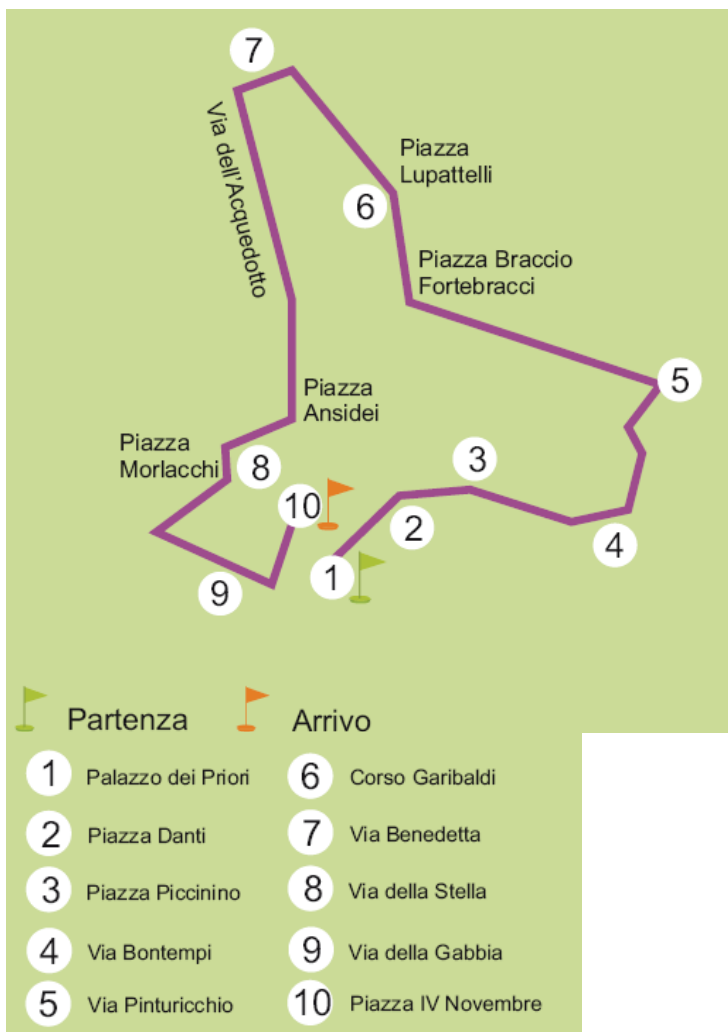 7
Via dell'Acquedotto
Piazza
Lupattelli
6
Piazza Braccio
Fortebracci
5
Piazza
Ansidei
Piazza
Morlacchi
8
3
10
2
4
1
9
Partenza
Arrivo
1 Palazzo dei Priori
2 Piazza Danti
3 Piazza Piccinino
4 Via Bontempi
5 Via Pinturicchio
6 Corso Garibaldi
7 Via Benedetta
8 Via della Stella
9 Via della Gabbia
10 Piazza IV Novembre